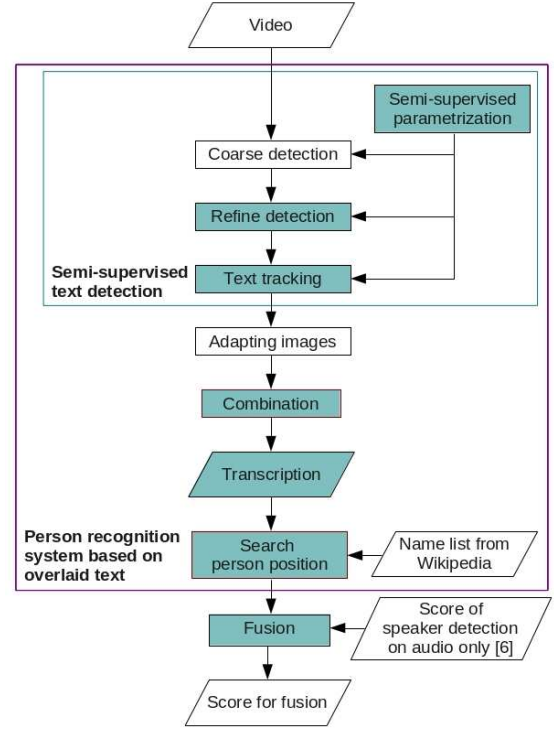 Video
Semi-supervised
parametrization
Coarse detection
Refine detection
Semi-supervised
text detection
Text tracking
Adapting images
Combination
Transcription
Person recognition
system based on
overlaid text
Search
person position
Name list from
Wikipedia
Fusion
Score of
speaker detection
on audio only [6]
Score for fusion